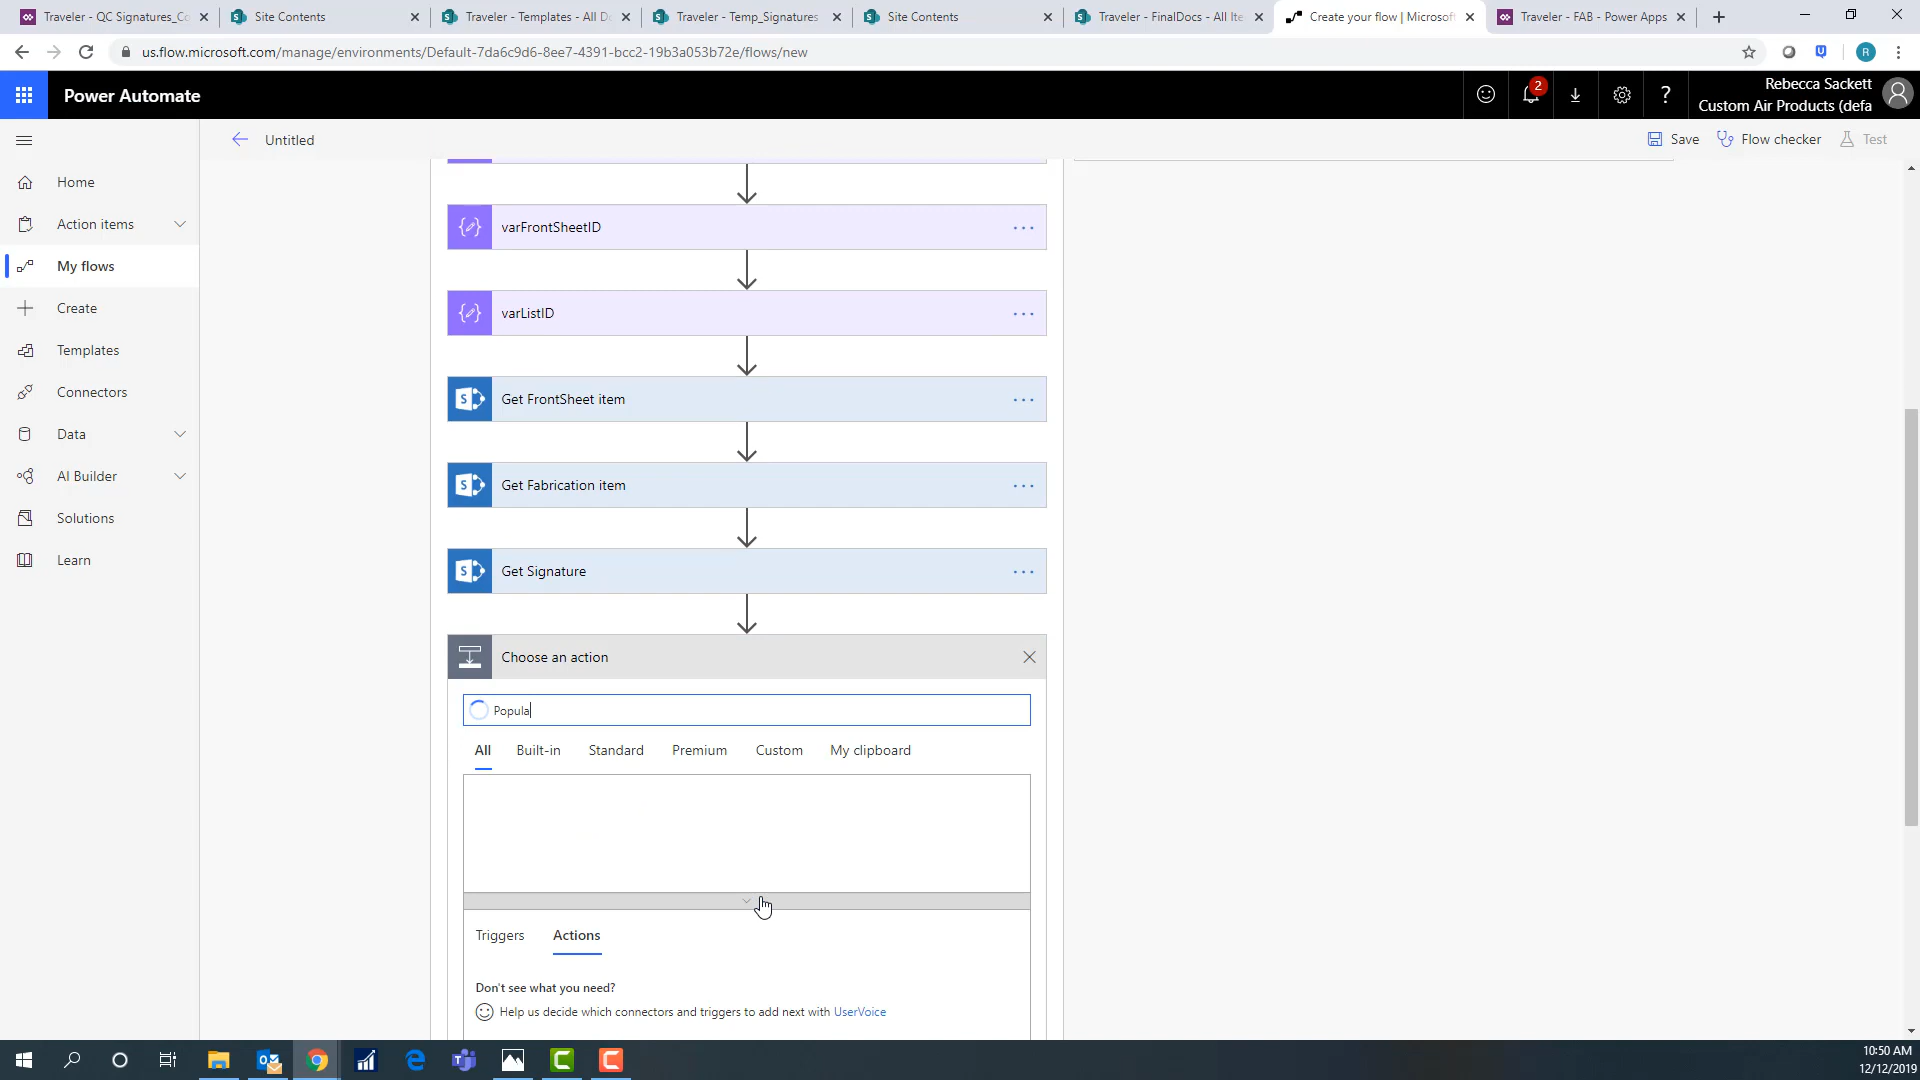 Traveler - QC Signatures_Co
Site Contents
Traveler - Templates - All Do
Traveler - Temp_Signatures
Site Contents
Traveler - FinalDocs - All Ite
Create your flow | Microsof
Traveler - FAB - Power Apps
us.flow.microsoft.com/manage/environments/Default-7da6c9d6-8ee7-4391-bcc2-19b3a053b72e/flows/new
R
Power Automate
2
?
Rebecca Sackett
Custom Air Products (defa
Untitled
Save
Flow checker
Test
Home
Action items
My flows
Create
Templates
Connectors
Data
AI Builder
Solutions
Learn
varFrontSheetID
varListID
Get FrontSheet item
Get Fabrication item
Get Signature
Choose an action
Popula
All
Built-in
Standard
Premium
Custom
My clipboard
Triggers
Actions
Don't see what you need?
Help us decide which connectors and triggers to add next with UserVoice
10:50 AM
12/12/2019